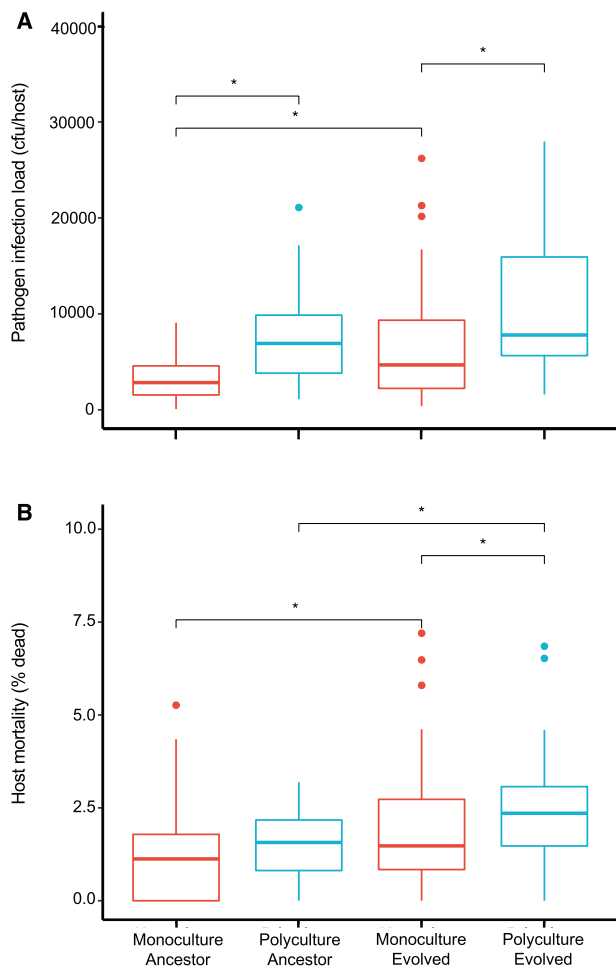 A
Pathogen infection load (cfu/host)
40000
30000
20000
10000
0
*
*
*
B
Host mortality (% dead)
10.0
7.5
5.0
2.5
0.0
*
*
*
Monoculture Ancestor
Polyculture Ancestor
Monoculture Evolved
Polyculture Evolved